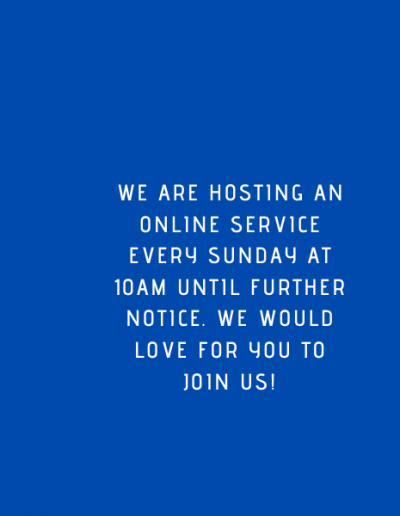 WE ARE HOSTING AN
ONLINE SERVICE
EVERY SUNDAY AT
10AM UNTIL FURTHER
NOTICE. WE WOULD
LOVE FOR YOU TO
JOIN US!